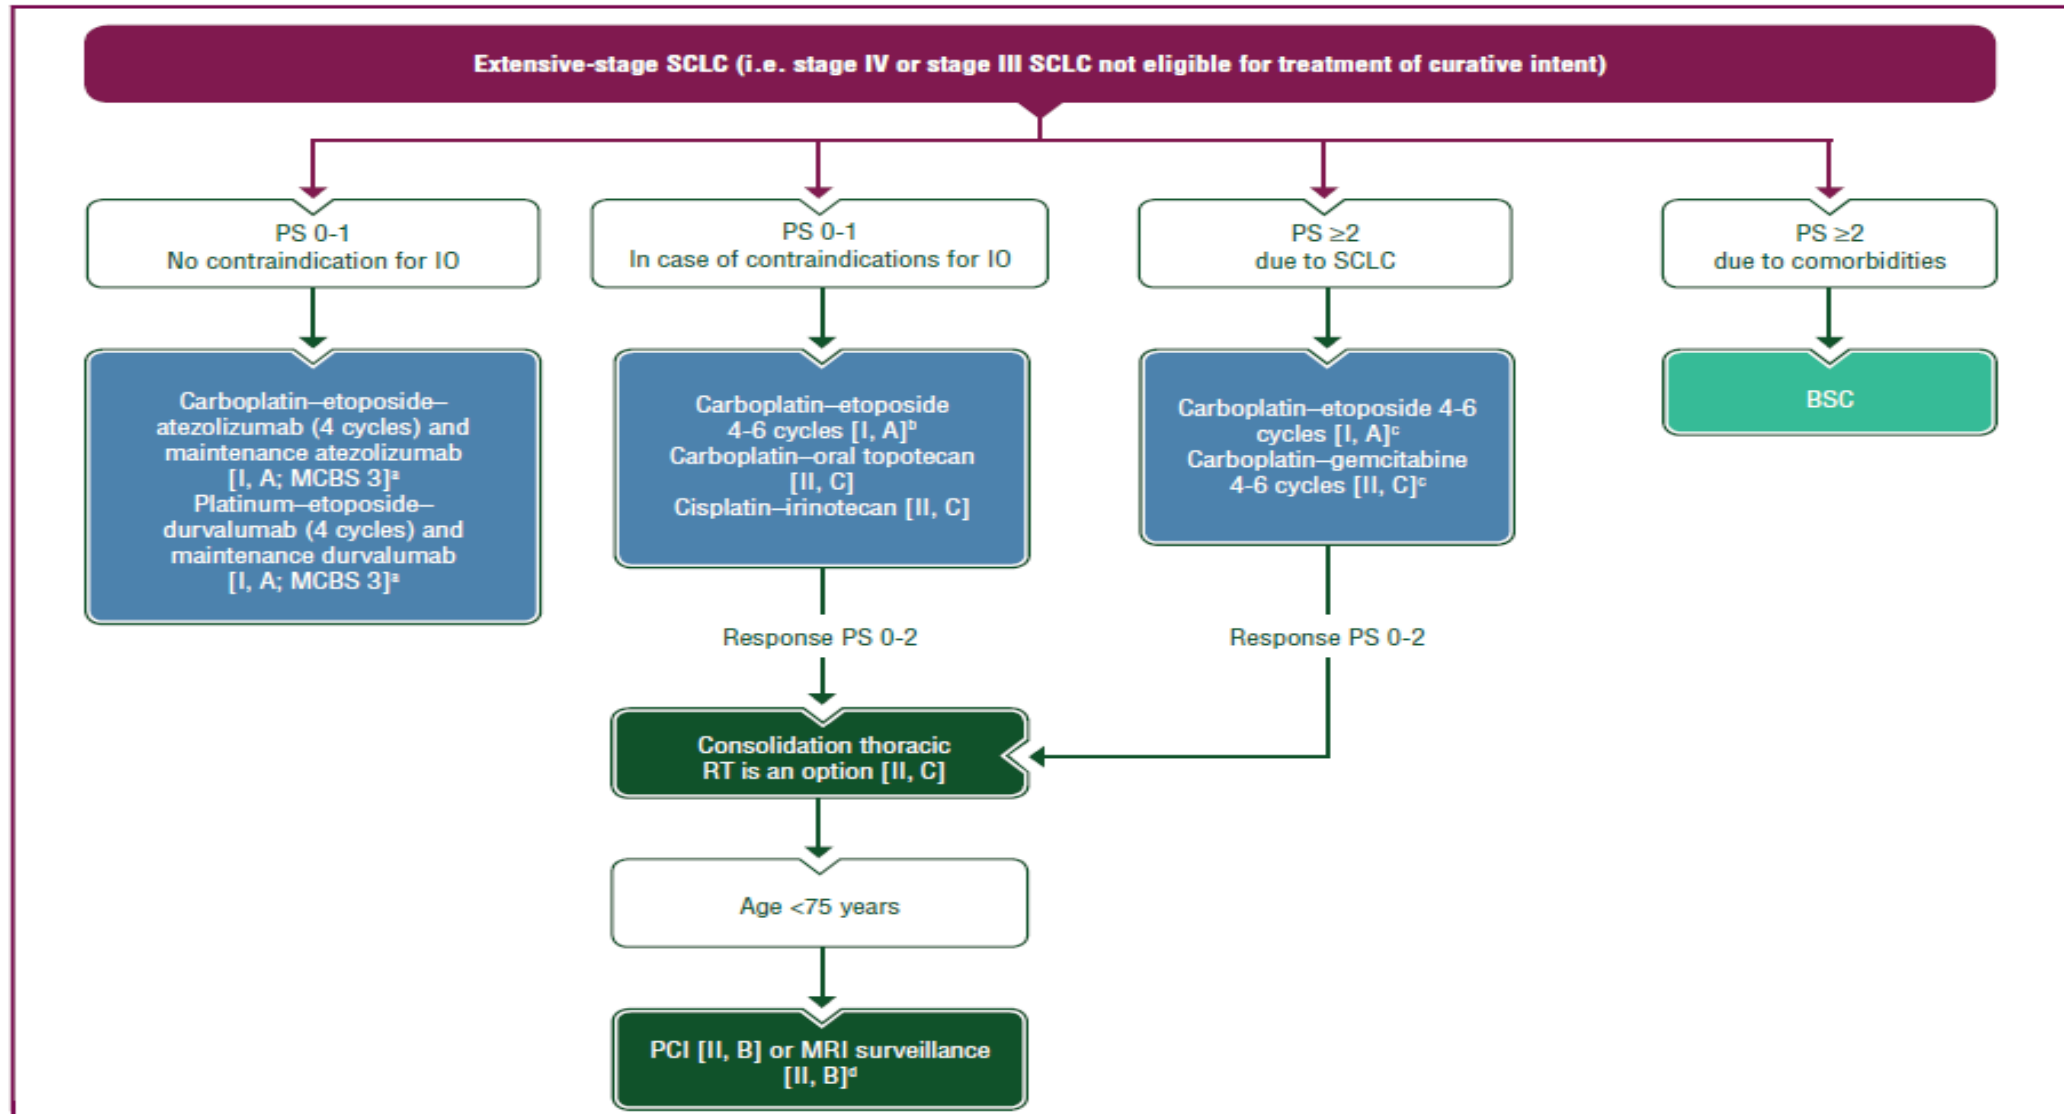 Extensive-stage SCLC (i.e. stage IV or stage III SCLC not eligible for treatment of curative intent)
PS 0-1
No contraindication for IO
PS 0-1
In case of contraindications for IO
PS ≥2
due to SCLC
PS ≥2
due to comorbidities
Carboplatin–etoposide–
atezolizumab (4 cycles) and
maintenance atezolizumab
[I, A; MCBS 3]ᵃ
Platinum–etoposide–
durvalumab (4 cycles) and
maintenance durvalumab
[I, A; MCBS 3]ᵃ
Carboplatin–etoposide
4-6 cycles [I, A]ᵇ
Carboplatin–oral topotecan
[II, C]
Cisplatin–irinotecan [II, C]
Carboplatin–etoposide 4-6
cycles [I, A]ᶜ
Carboplatin–gemcitabine
4-6 cycles [II, C]ᶜ
BSC
Response PS 0-2
Response PS 0-2
Consolidation thoracic
RT is an option [II, C]
Age <75 years
PCI [II, B] or MRI surveillance
[II, B]ᵈ